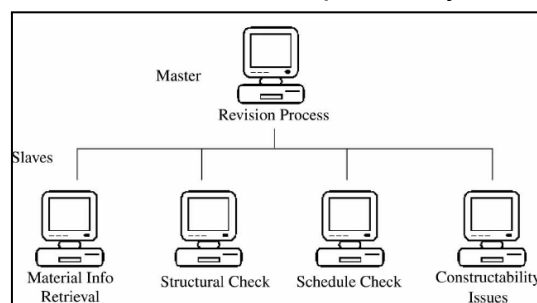 Master
Revision Process
Slaves
Material Info
Retrieval
Structural Check
Schedule Check
Constructability
Issues